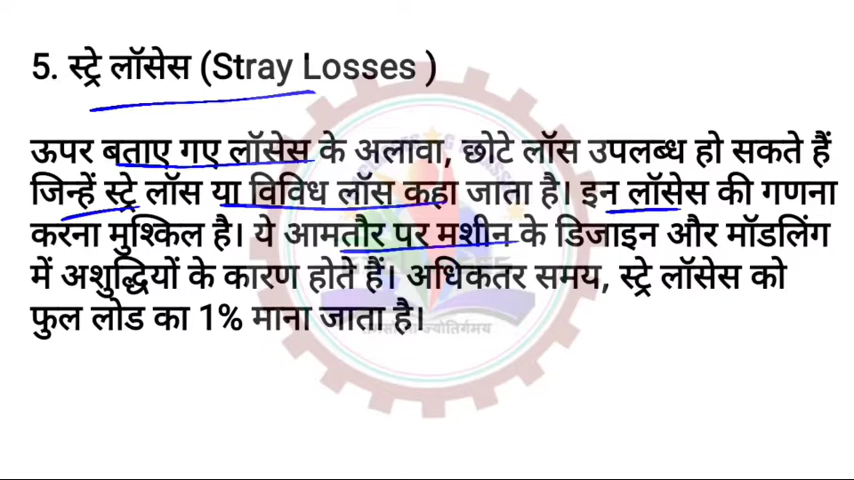 5. स्ट्रे लॉसेस (Stray Losses )
ऊपर बताए गए लॉसेस के अलावा, छोटे लॉस उपलब्ध हो सकते हैं
जिन्हें स्ट्रे लॉस या विविध लॉस कहा जाता है। इन लॉसेस की गणना
करना मुश्किल है। ये आमतौर पर मशीन के डिजाइन और मॉडलिंग
में अशुद्धियों के कारण होते हैं। अधिकतर समय, स्ट्रे लॉसेस को
फुल लोड का 1% माना जाता है।